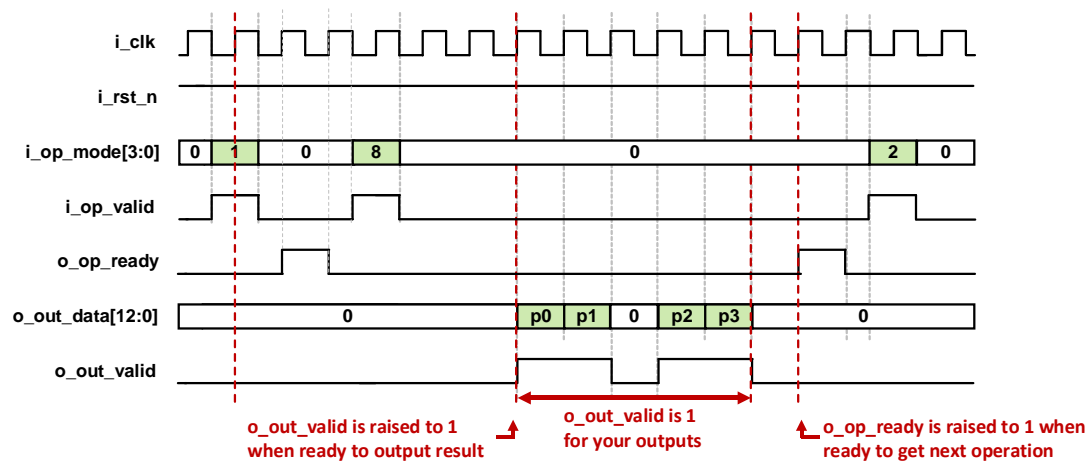 i_clk
i_rst_n
i_op_mode[3:0] 0 1 0 8 0 2 0
i_op_valid
o_op_ready
o_out_data[12:0] 0 p0 p1 0 p2 p3 0
o_out_valid
o_out_valid is raised to 1
when ready to output result
o_out_valid is 1
for your outputs
o_op_ready is raised to 1 when
ready to get next operation